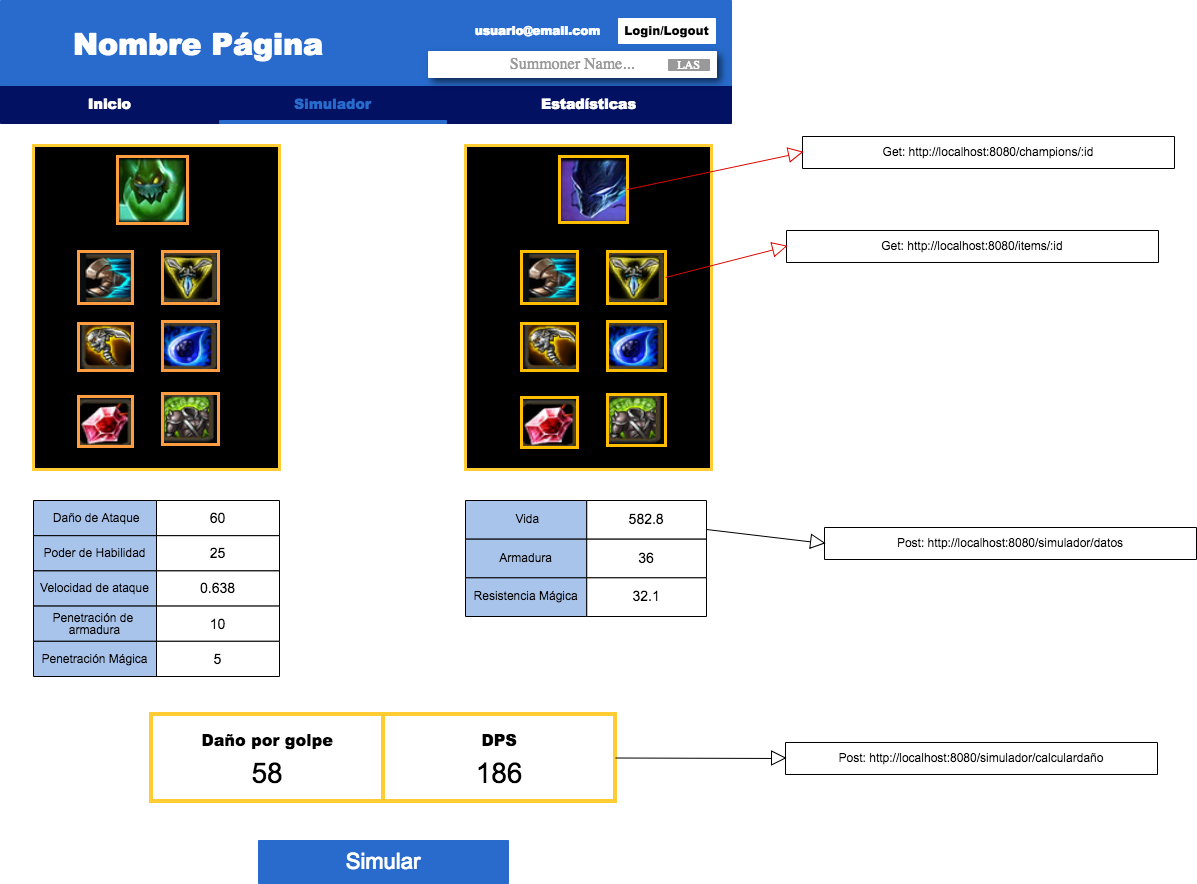 Nombre Página
usuario@email.com
Login/Logout
Summoner Name...
LAS
Inicio
Simulador
Estadísticas
Get: http://localhost:8080/champions/:id
Get: http://localhost:8080/items/:id
Daño de Ataque 60
Poder de Habilidad 25
Velocidad de ataque 0.638
Penetración de
armadura 10
Penetración Mágica 5
Vida 582.8
Armadura 36
Resistencia Mágica 32.1
Post: http://localhost:8080/simulador/datos
Daño por golpe
58
DPS
186
Post: http://localhost:8080/simulador/calculardaño
Simular